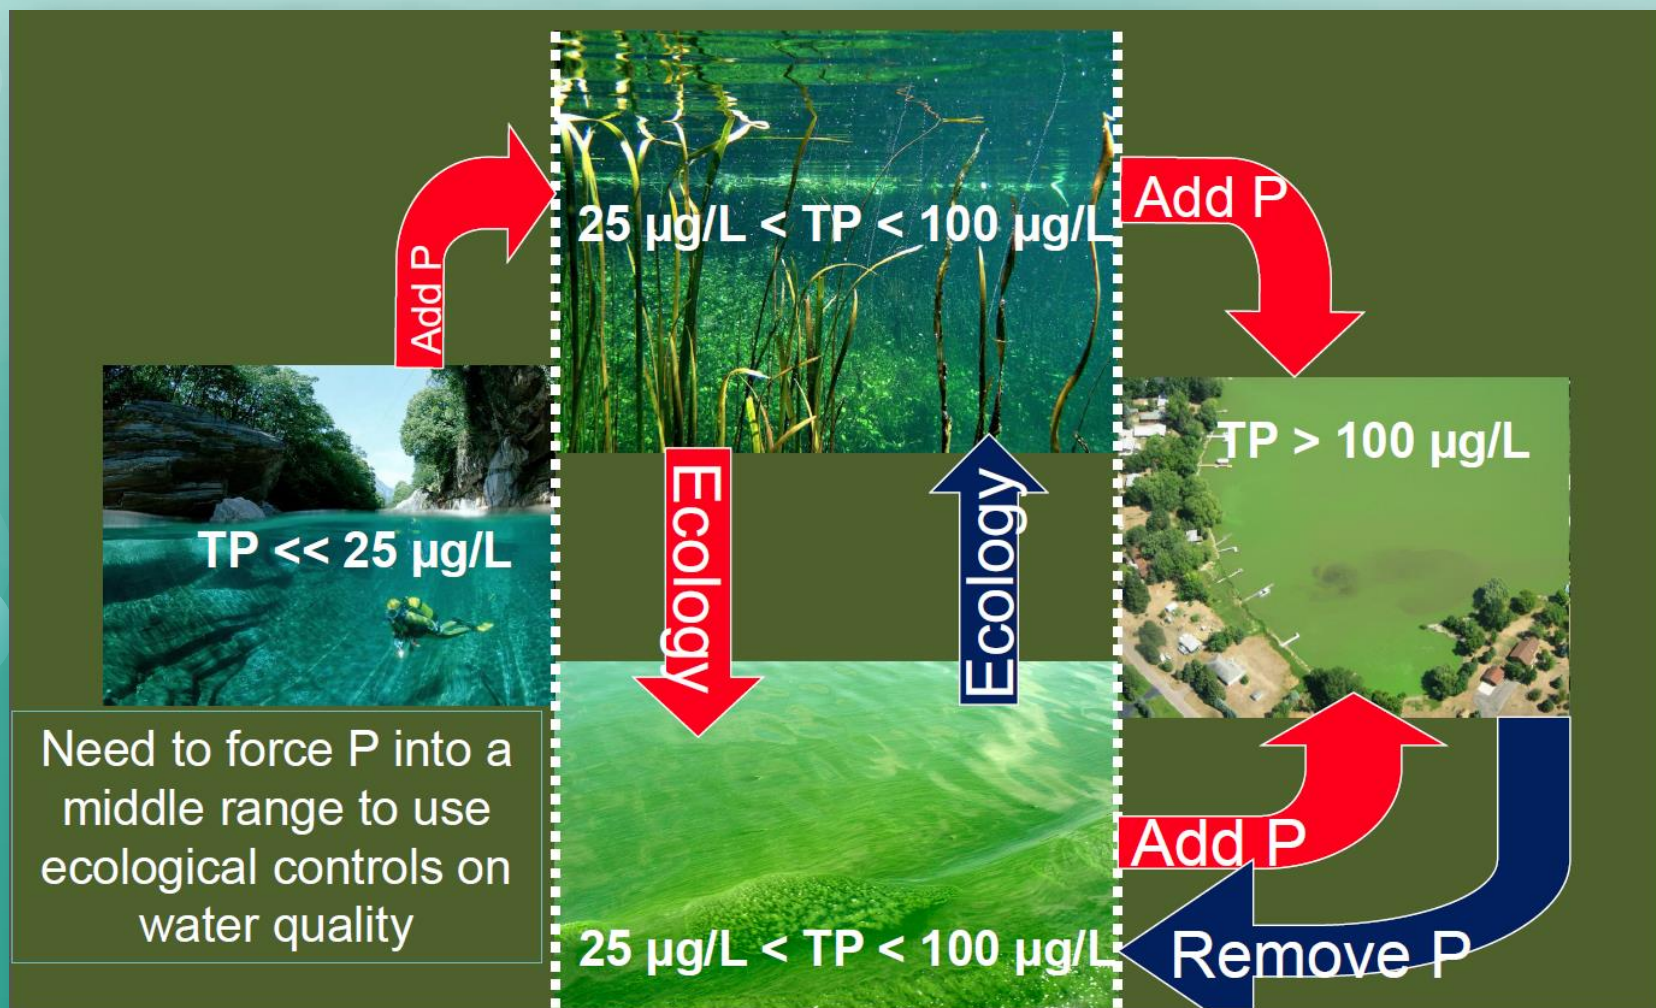 25 µg/L < TP < 100 µg/L
Add P
Add P
TP > 100 µg/L
Ecology
Ecology
TP << 25 µg/L
Need to force P into a
middle range to use
ecological controls on
water quality
Add P
25 µg/L < TP < 100 µg/L
Remove P